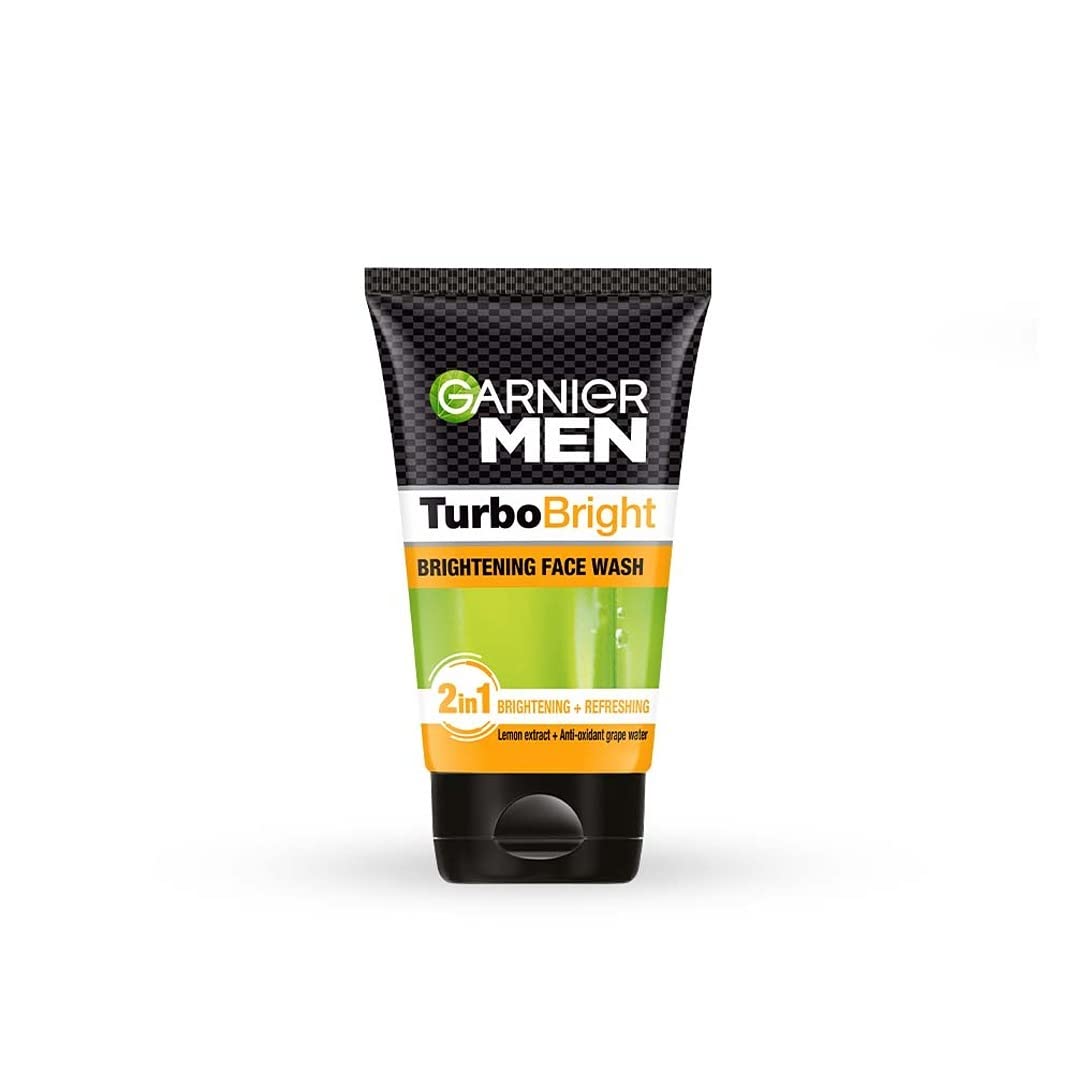 GARNIER
MEN
TurboBright
BRIGHTENING FACE WASH
2in1
BRIGHTENING + REFRESHING
Lemon extract + Anti-oxidant grape water